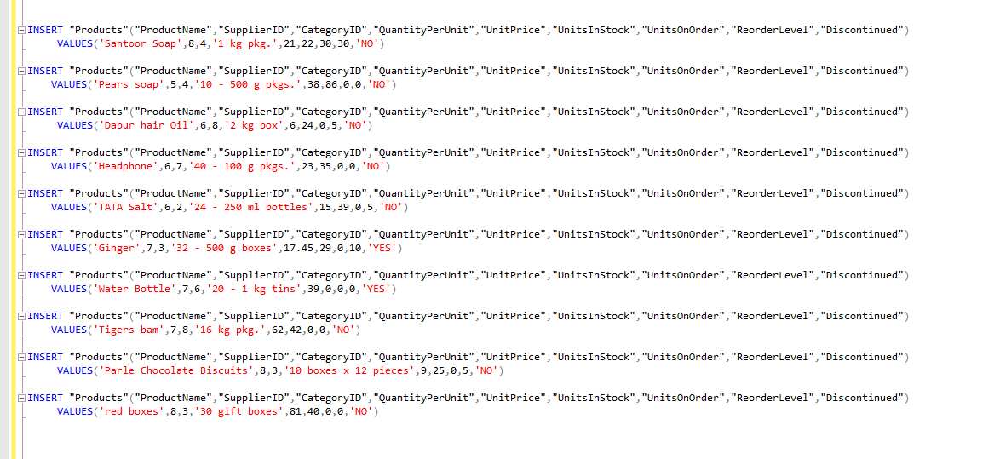 INSERT "Products"("ProductName","SupplierID","CategoryID","QuantityPerUnit","UnitPrice","UnitsInStock","UnitsOnOrder","ReorderLevel","Discontinued")
VALUES('Santoor Soap',8,4,'1 kg pkg.',21,22,30,30,'NO')
INSERT "Products"("ProductName","SupplierID","CategoryID","QuantityPerUnit","UnitPrice","UnitsInStock","UnitsOnOrder","ReorderLevel","Discontinued")
VALUES('Pears soap',5,4,'10 - 500 g pkgs.',38,86,0,0,'NO')
INSERT "Products"("ProductName","SupplierID","CategoryID","QuantityPerUnit","UnitPrice","UnitsInStock","UnitsOnOrder","ReorderLevel","Discontinued")
VALUES('Dabur hair Oil',6,8,'2 kg box',6,24,0,5,'NO')
INSERT "Products"("ProductName","SupplierID","CategoryID","QuantityPerUnit","UnitPrice","UnitsInStock","UnitsOnOrder","ReorderLevel","Discontinued")
VALUES('Headphone',6,7,'40 - 100 g pkgs.',23,35,0,0,'NO')
INSERT "Products"("ProductName","SupplierID","CategoryID","QuantityPerUnit","UnitPrice","UnitsInStock","UnitsOnOrder","ReorderLevel","Discontinued")
VALUES('TATA Salt',6,2,'24 - 250 ml bottles',15,39,0,5,'NO')
INSERT "Products"("ProductName","SupplierID","CategoryID","QuantityPerUnit","UnitPrice","UnitsInStock","UnitsOnOrder","ReorderLevel","Discontinued")
VALUES('Ginger',7,3,'32 - 500 g boxes',17.45,29,0,10,'YES')
INSERT "Products"("ProductName","SupplierID","CategoryID","QuantityPerUnit","UnitPrice","UnitsInStock","UnitsOnOrder","ReorderLevel","Discontinued")
VALUES('Water Bottle',7,6,'20 - 1 kg tins',39,0,0,0,'YES')
INSERT "Products"("ProductName","SupplierID","CategoryID","QuantityPerUnit","UnitPrice","UnitsInStock","UnitsOnOrder","ReorderLevel","Discontinued")
VALUES('Tigers bam',7,8,'16 kg pkg.',62,42,0,0,'NO')
INSERT "Products"("ProductName","SupplierID","CategoryID","QuantityPerUnit","UnitPrice","UnitsInStock","UnitsOnOrder","ReorderLevel","Discontinued")
VALUES('Parle Chocolate Biscuits',8,3,'10 boxes x 12 pieces',9,25,0,5,'NO')
INSERT "Products"("ProductName","SupplierID","CategoryID","QuantityPerUnit","UnitPrice","UnitsInStock","UnitsOnOrder","ReorderLevel","Discontinued")
VALUES('red boxes',8,3,'30 gift boxes',81,40,0,0,'NO')